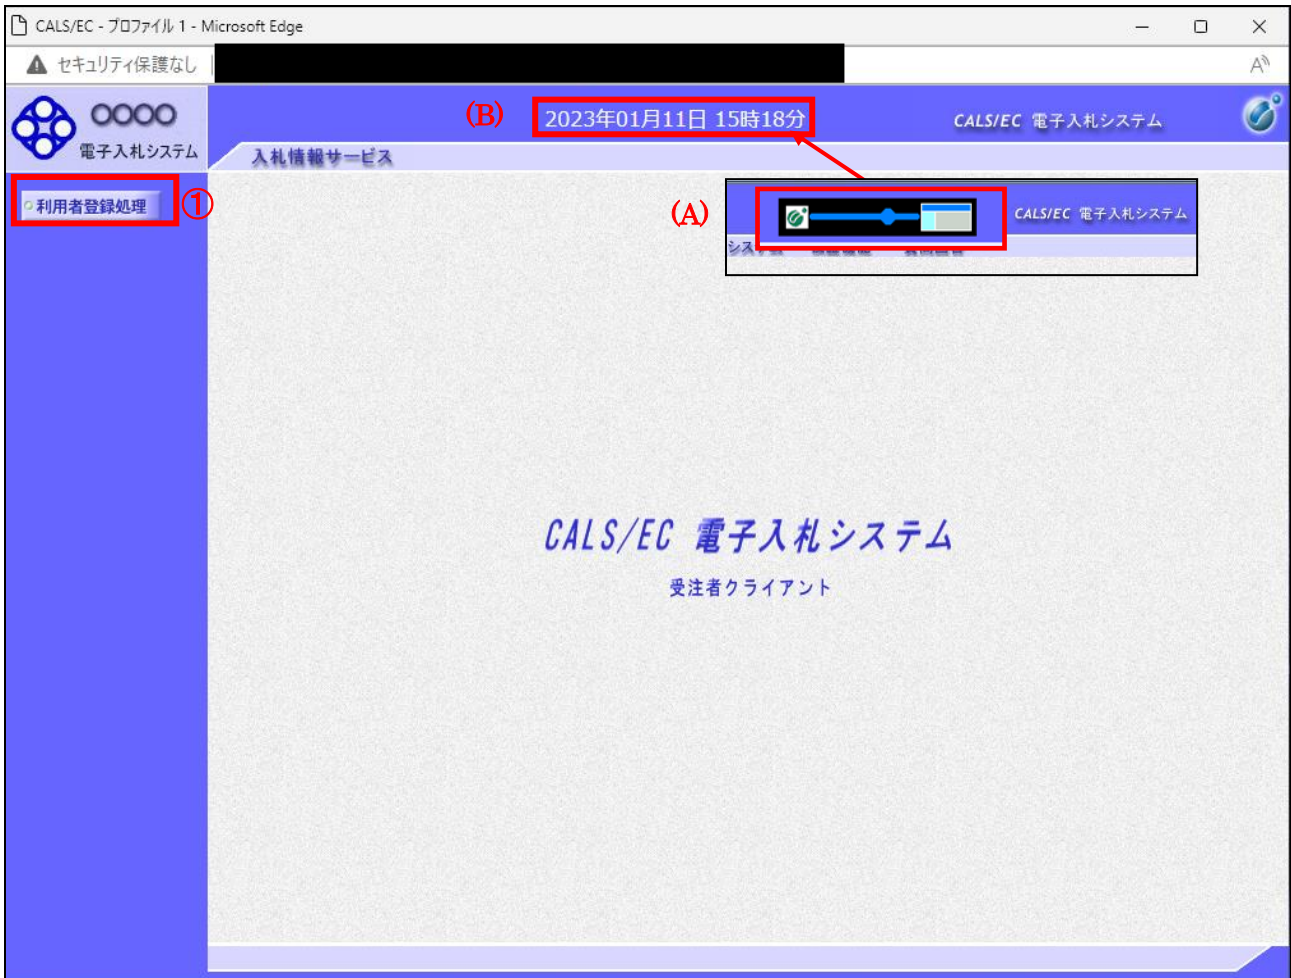 CALS/EC - プロファイル 1 - Microsoft Edge
セキュリティ保護なし
○○○○
電子入札システム
(B)
2023年01月11日 15時18分
CALS/EC 電子入札システム
入札情報サービス
利用者登録処理
①
(A)
CALS/EC 電子入札システム
CALS/EC 電子入札システム
受注者クライアント